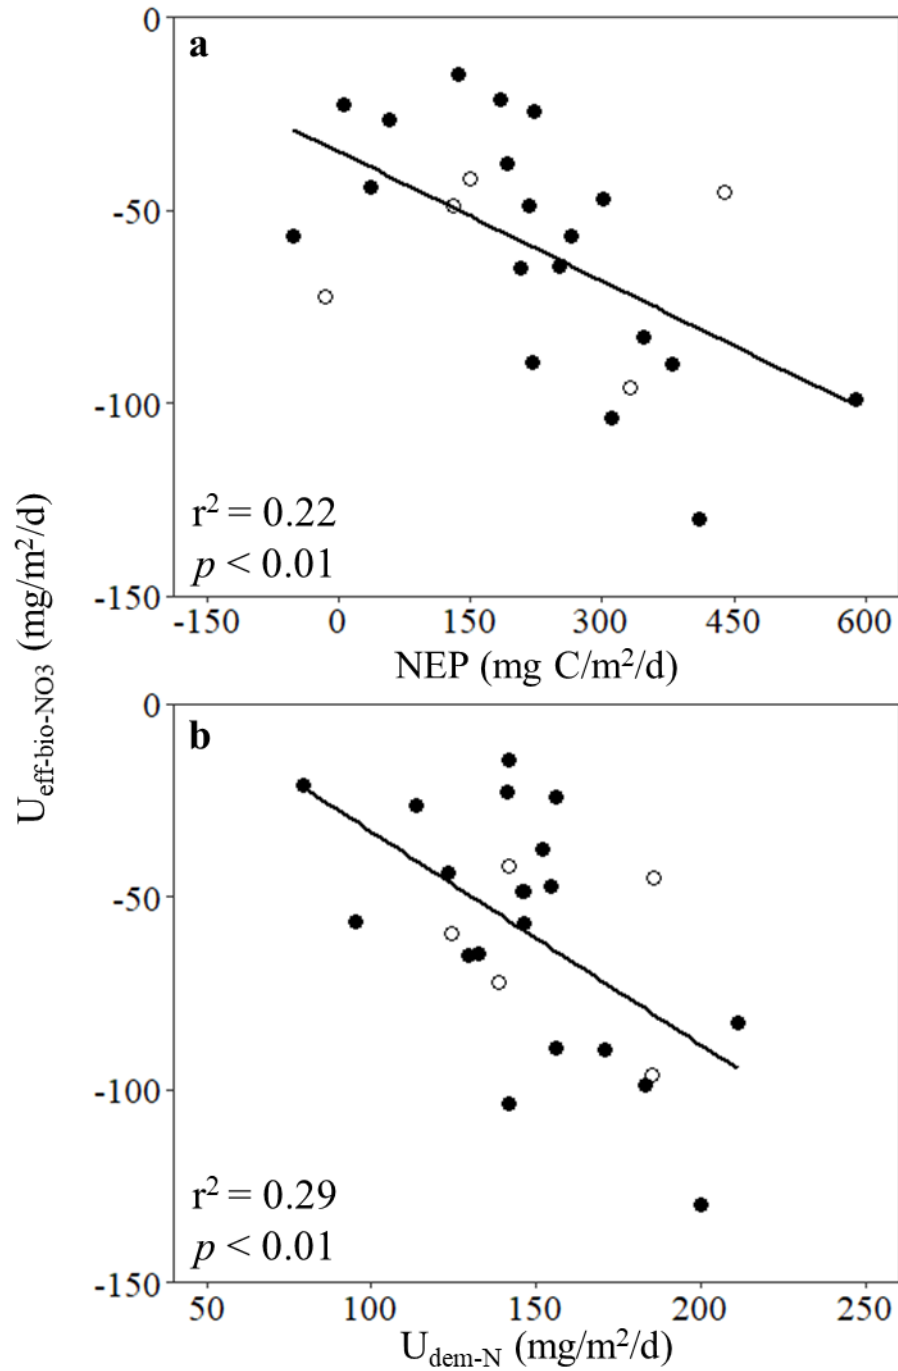 a
0
-50
-100
-150
r² = 0.22
p < 0.01
-150 0 150 300 450 600
NEP (mg C/m²/d)
U_eff-bio-NO3 (mg/m²/d)
b
0
-50
-100
-150
r² = 0.29
p < 0.01
50 100 150 200 250
U_dem-N (mg/m²/d)